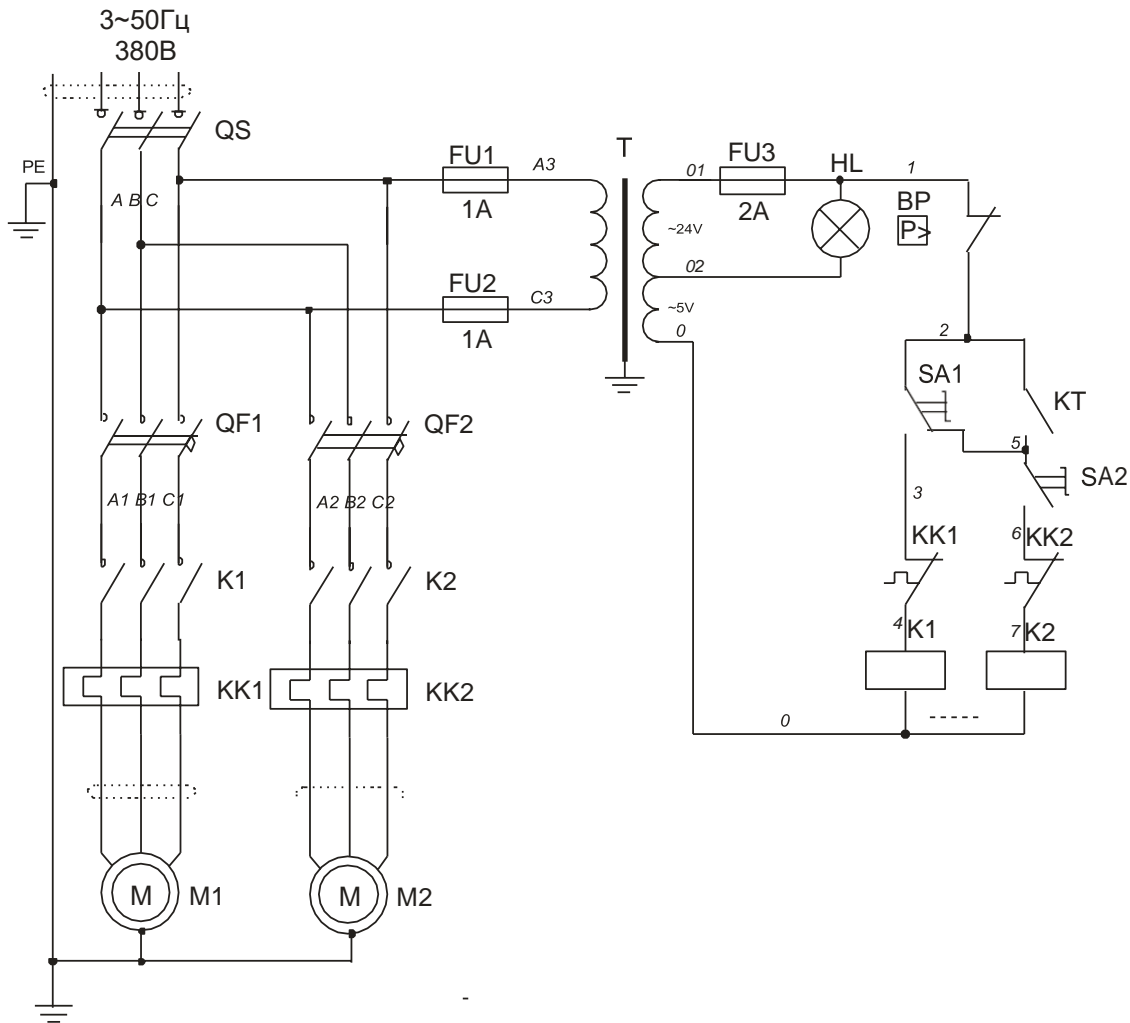 3~50Гц
380В
QS
PE
A B C
FU1
1A
A3
T
01
FU3
2A
HL
1
BP
P>
~24V
02
FU2
1A
C3
~5V
0
2
SA1
KT
QF1
QF2
5
SA2
A1 B1 C1
A2 B2 C2
3
KK1
6
KK2
K1
K2
4
K1
7
K2
KK1
KK2
0
M
M1
M
M2